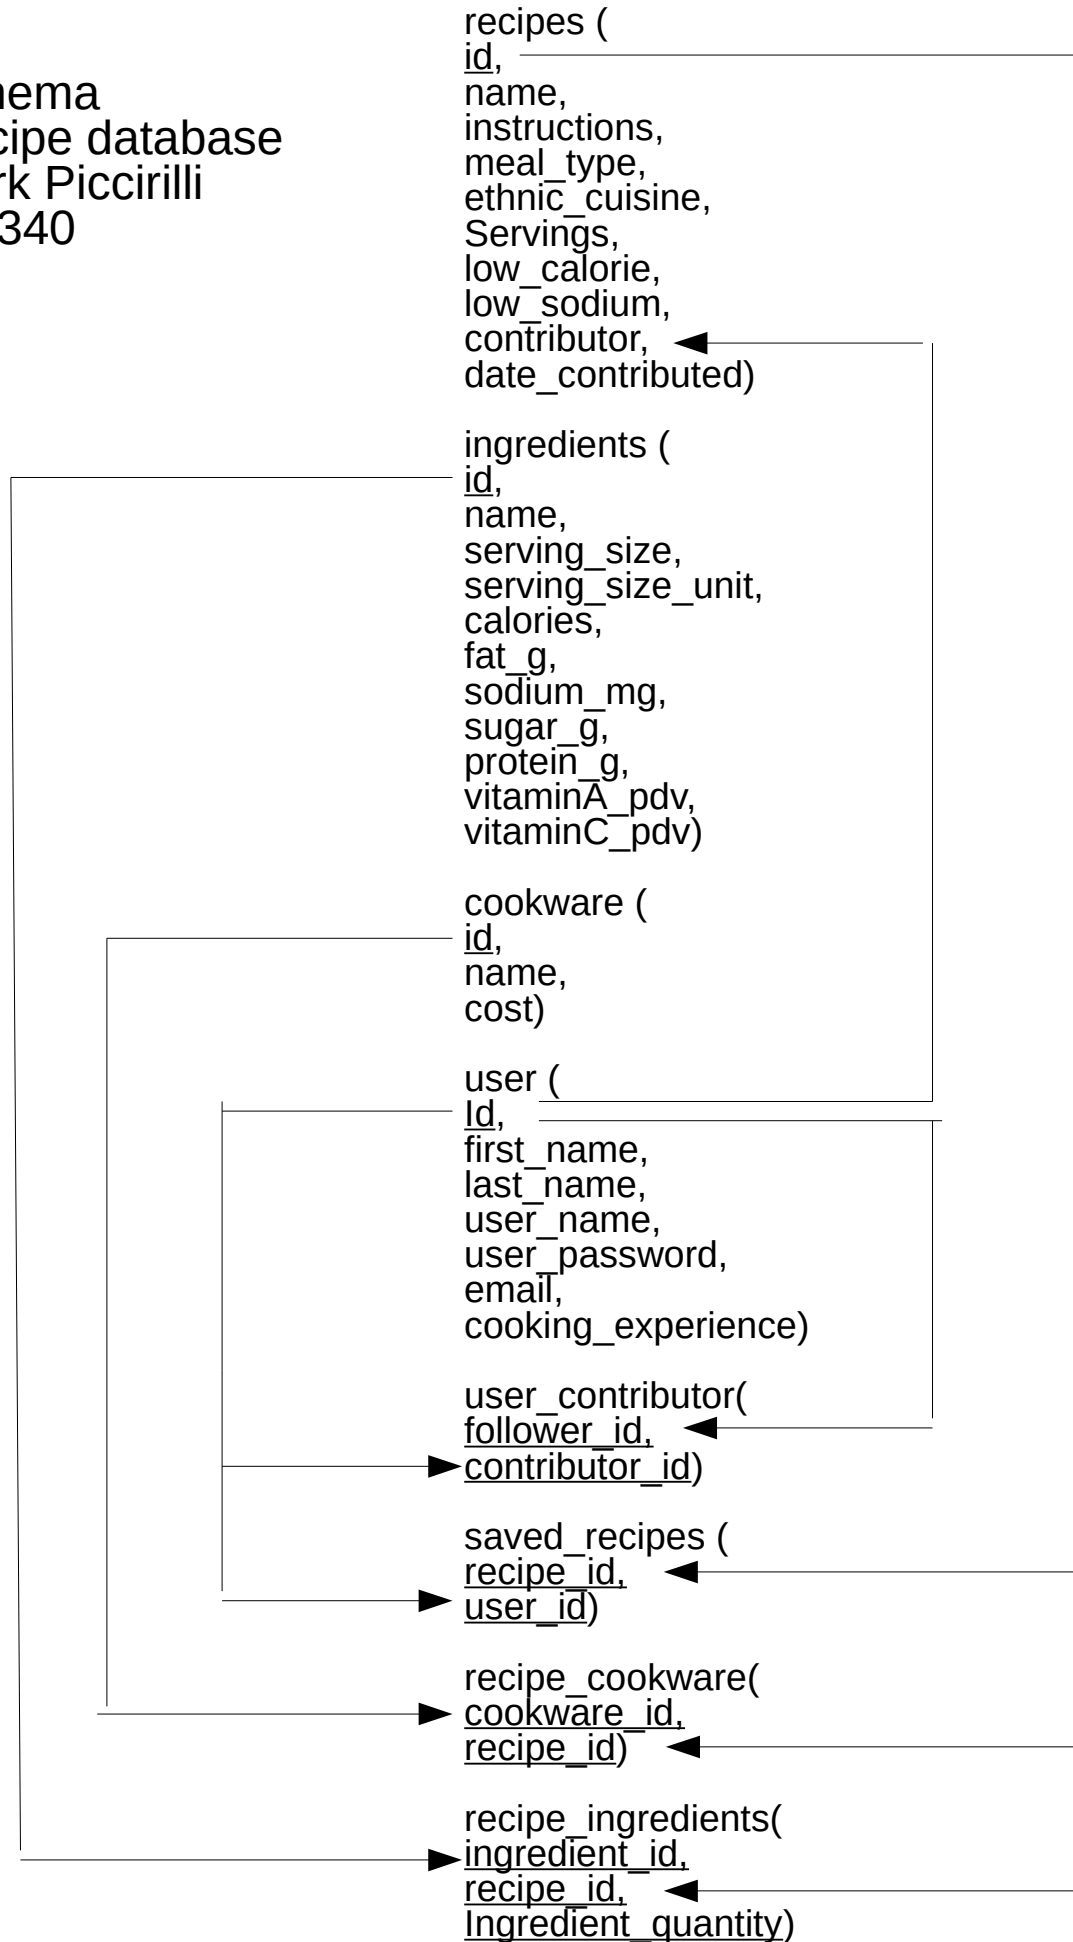 hema
cipe database
rk Piccirilli
340
recipes (
id,
name,
instructions,
meal_type,
ethnic_cuisine,
Servings,
low_calorie,
low_sodium,
contributor,
date_contributed)
ingredients (
id,
name,
serving_size,
serving_size_unit,
calories,
fat_g,
sodium_mg,
sugar_g,
protein_g,
vitaminA_pdv,
vitaminC_pdv)
cookware (
id,
name,
cost)
user (
Id,
first_name,
last_name,
user_name,
user_password,
email,
cooking_experience)
user_contributor(
follower_id,
contributor_id)
saved_recipes (
recipe_id,
user_id)
recipe_cookware(
cookware_id,
recipe_id)
recipe_ingredients(
ingredient_id,
recipe_id,
Ingredient_quantity)